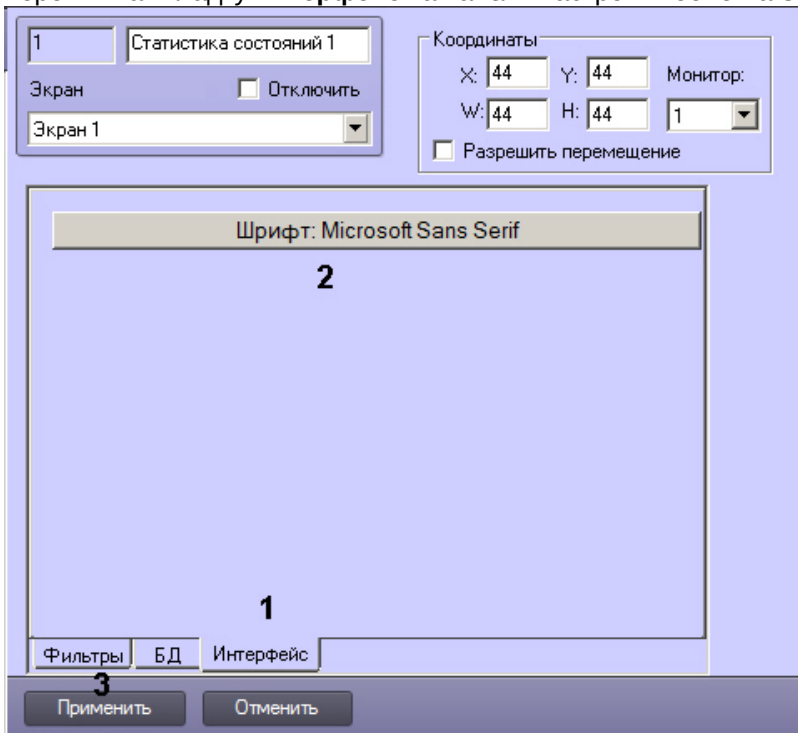 1 Статистика состояний 1
Экран Отключить
Экран 1
Координаты
X: 44 Y: 44 Монитор:
W: 44 H: 44 1
Разрешить перемещение
Шрифт: Microsoft Sans Serif
2
1
Фильтры БД Интерфейс
3
Применить Отменить